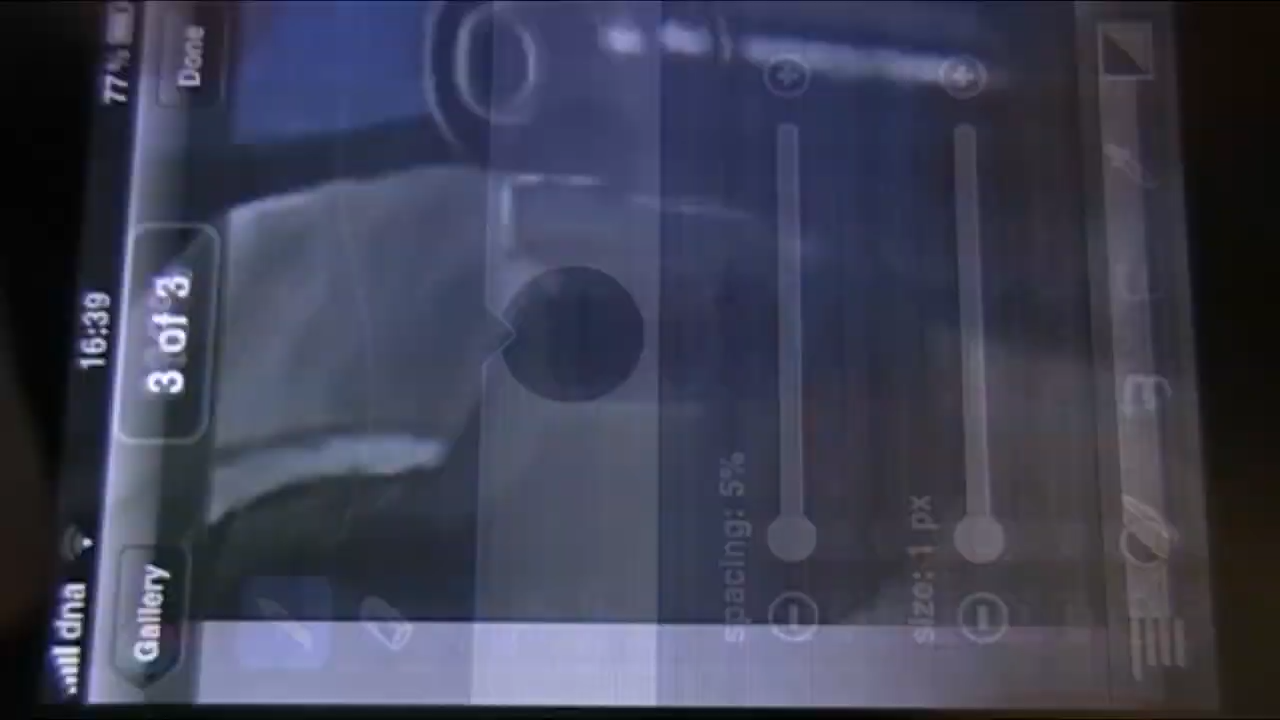 dna 16:39 77%
Gallery 3 of 3 Done
spacing: 5%
size: 1 px